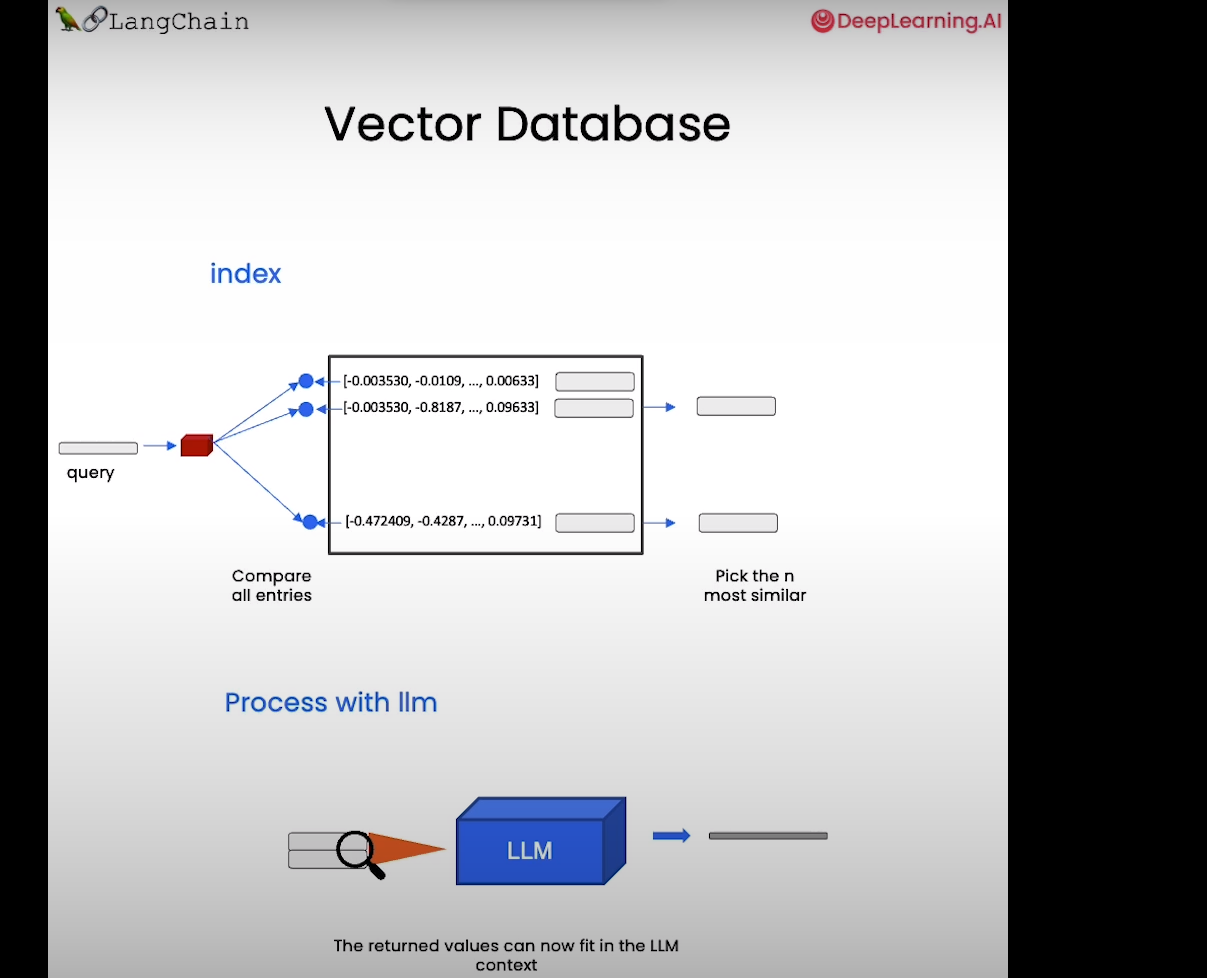 LangChain
DeepLearning.AI
Vector Database
index
[-0.003530, -0.0109, ..., 0.00633]
[-0.003530, -0.8187, ..., 0.09633]
query
[-0.472409, -0.4287, ..., 0.09731]
Compare
all entries
Pick the n
most similar
Process with llm
LLM
The returned values can now fit in the LLM
context